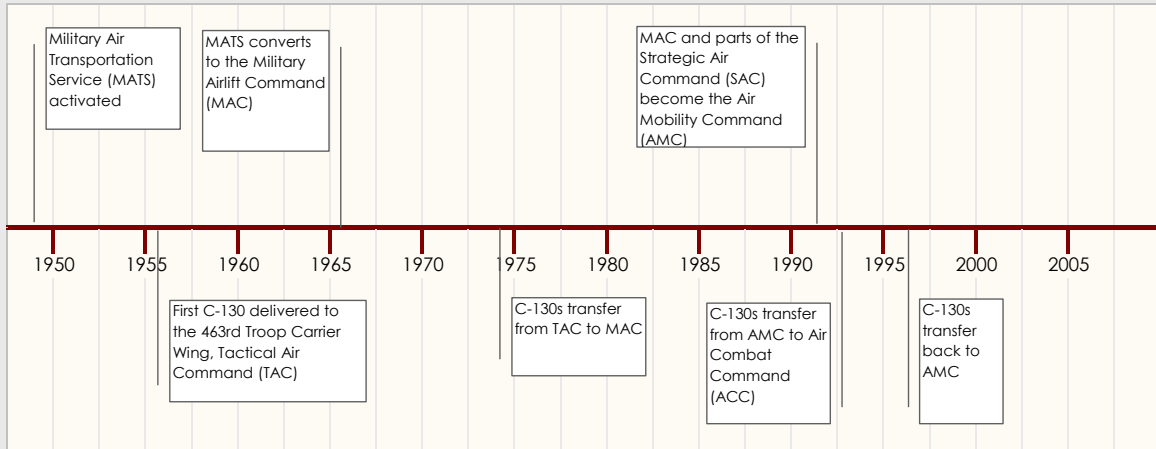 Military Air
Transportation
Service (MATS)
activated
MATS converts
to the Military
Airlift Command
(MAC)
MAC and parts of the
Strategic Air
Command (SAC)
become the Air
Mobility Command
(AMC)
1950
1955
1960
1965
1970
1975
1980
1985
1990
1995
2000
2005
First C-130 delivered to
the 463rd Troop Carrier
Wing, Tactical Air
Command (TAC)
C-130s transfer
from TAC to MAC
C-130s transfer
from AMC to Air
Combat
Command
(ACC)
C-130s
transfer
back to
AMC